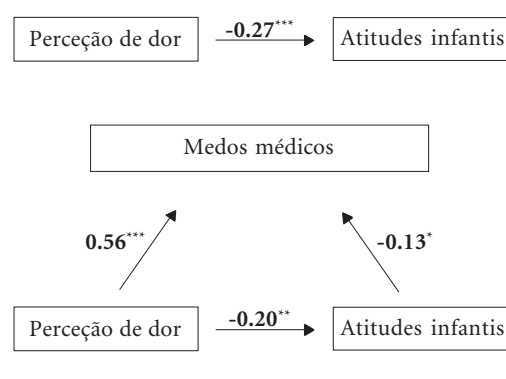 Perceção de dor
-0.27***
Atitudes infantis
Medos médicos
0.56***
-0.13*
Perceção de dor
-0.20**
Atitudes infantis